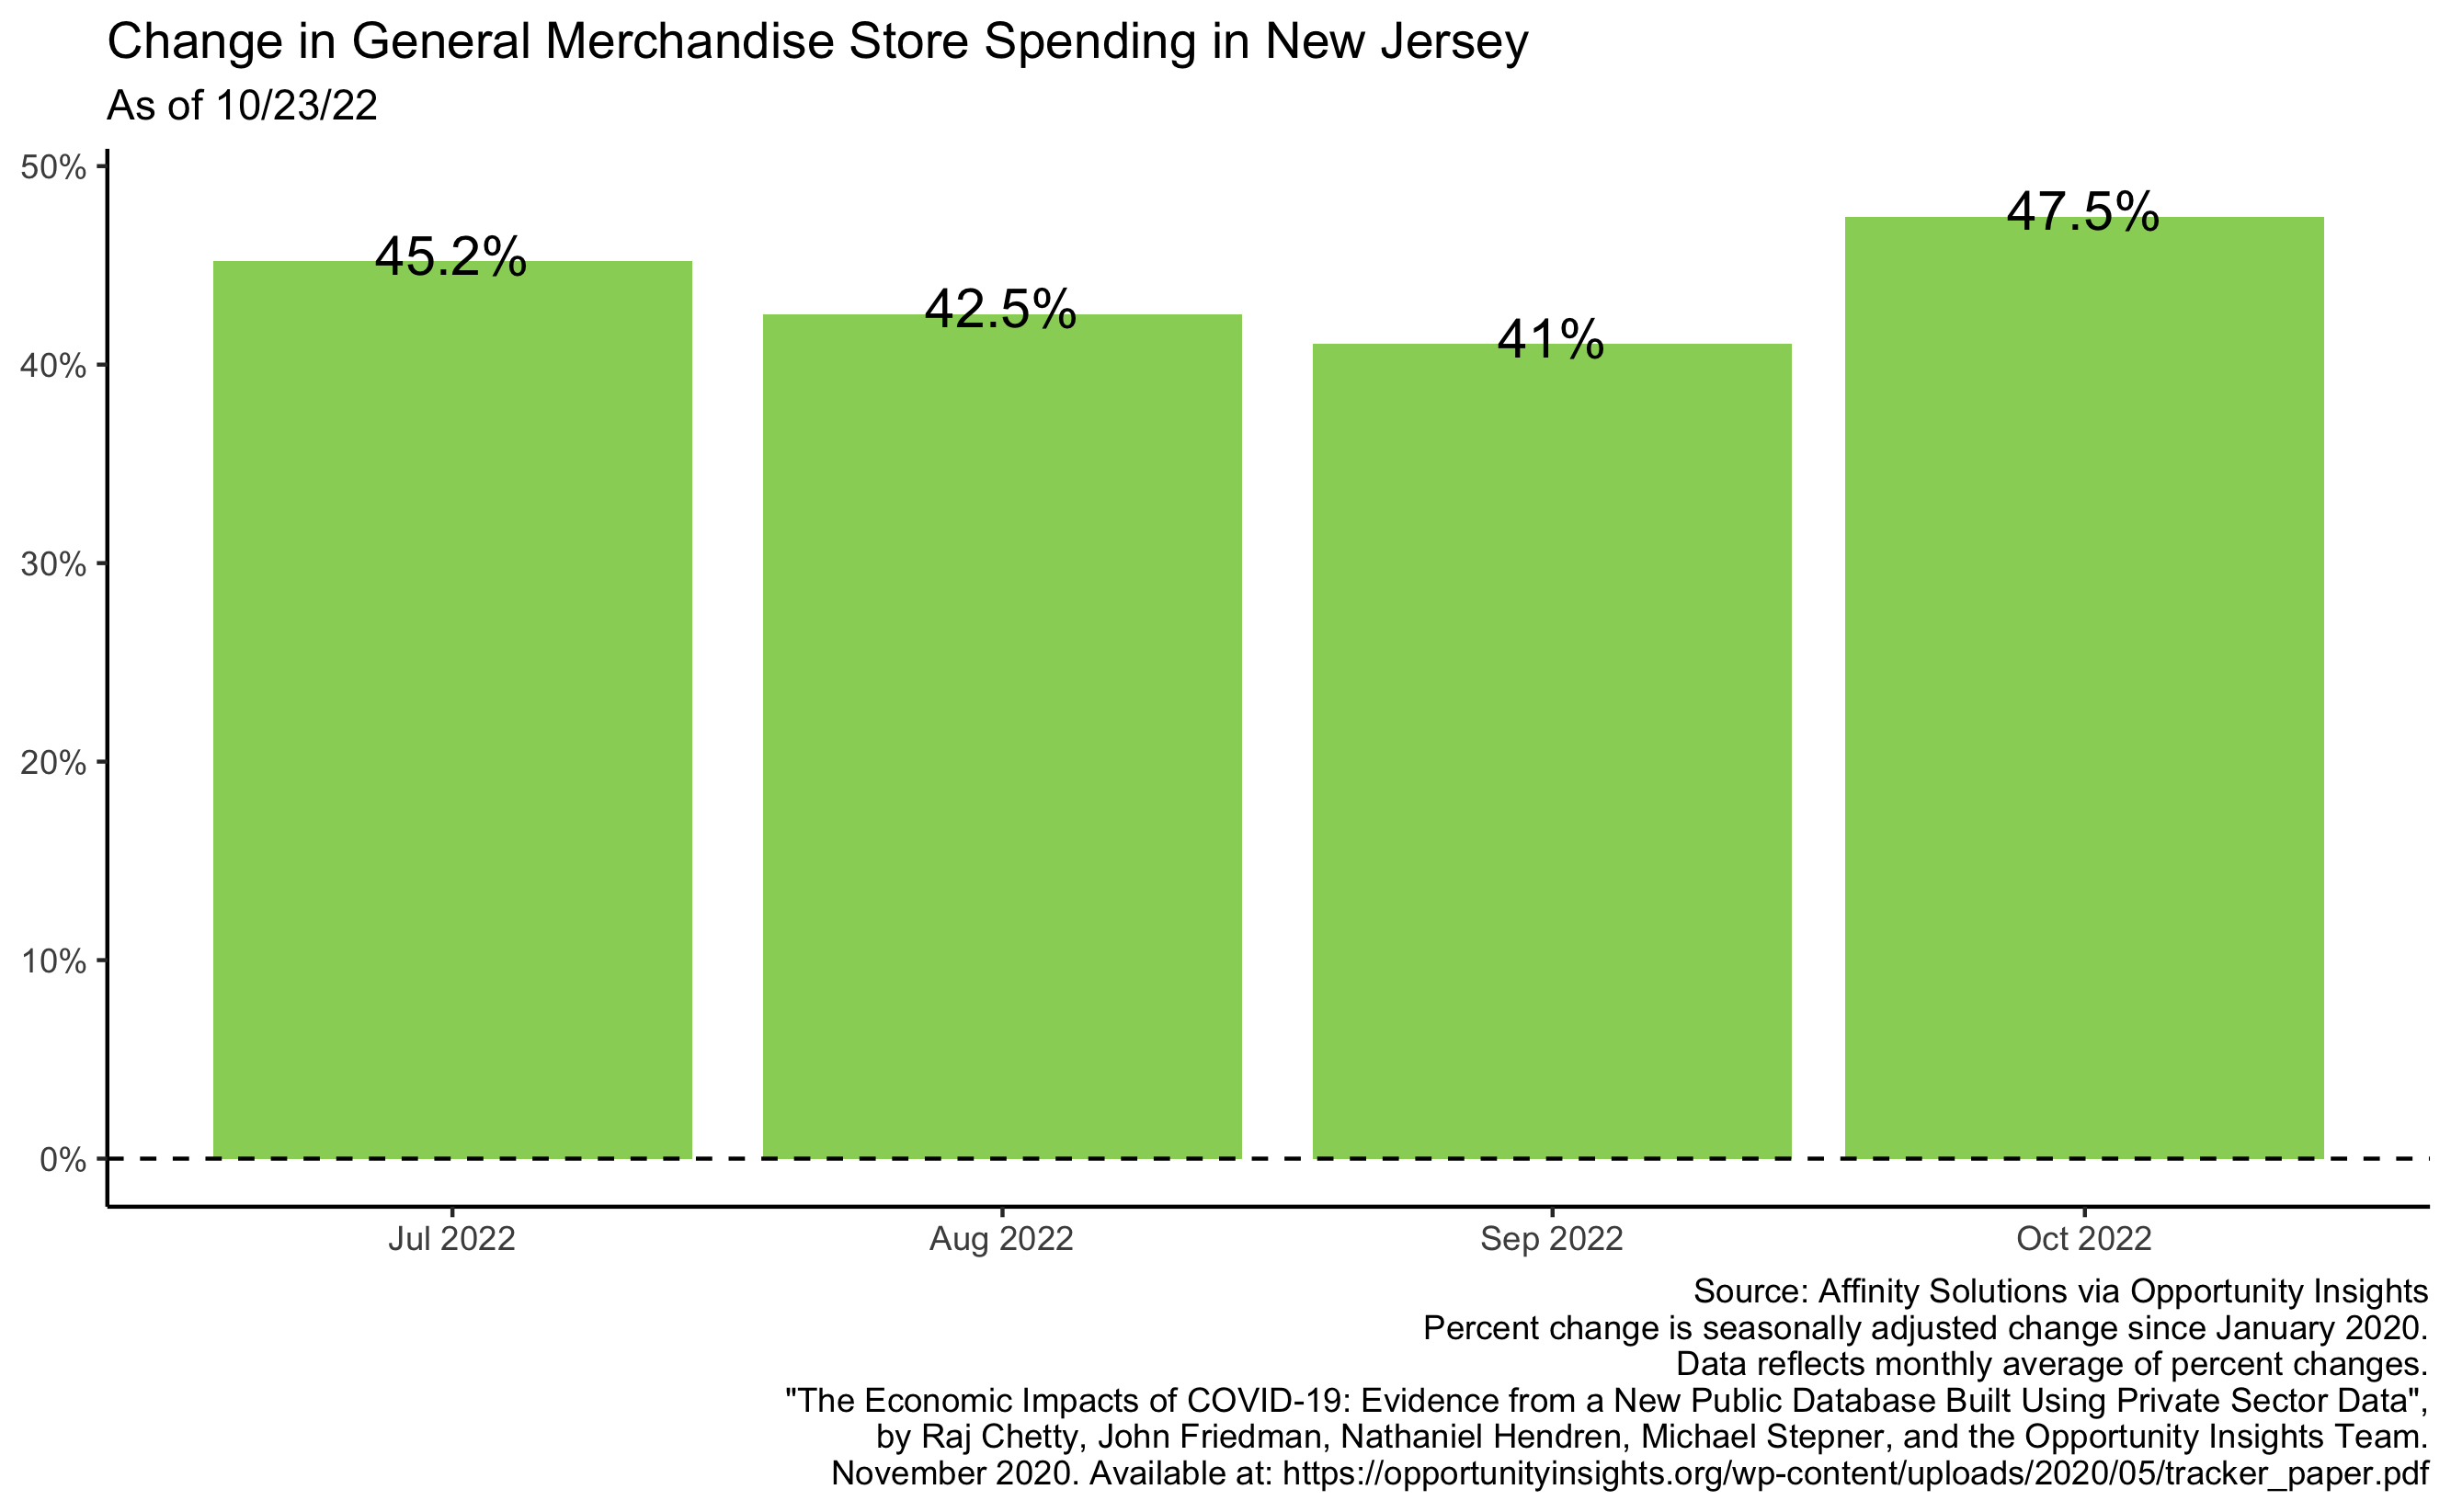 Change in General Merchandise Store Spending in New Jersey
As of 10/23/22
50%
40%
30%
20%
10%
0%
45.2%
42.5%
41%
47.5%
Jul 2022
Aug 2022
Sep 2022
Oct 2022
Source: Affinity Solutions via Opportunity Insights
Percent change is seasonally adjusted change since January 2020.
Data reflects monthly average of percent changes.
"The Economic Impacts of COVID-19: Evidence from a New Public Database Built Using Private Sector Data",
by Raj Chetty, John Friedman, Nathaniel Hendren, Michael Stepner, and the Opportunity Insights Team.
November 2020. Available at: https://opportunityinsights.org/wp-content/uploads/2020/05/tracker_paper.pdf